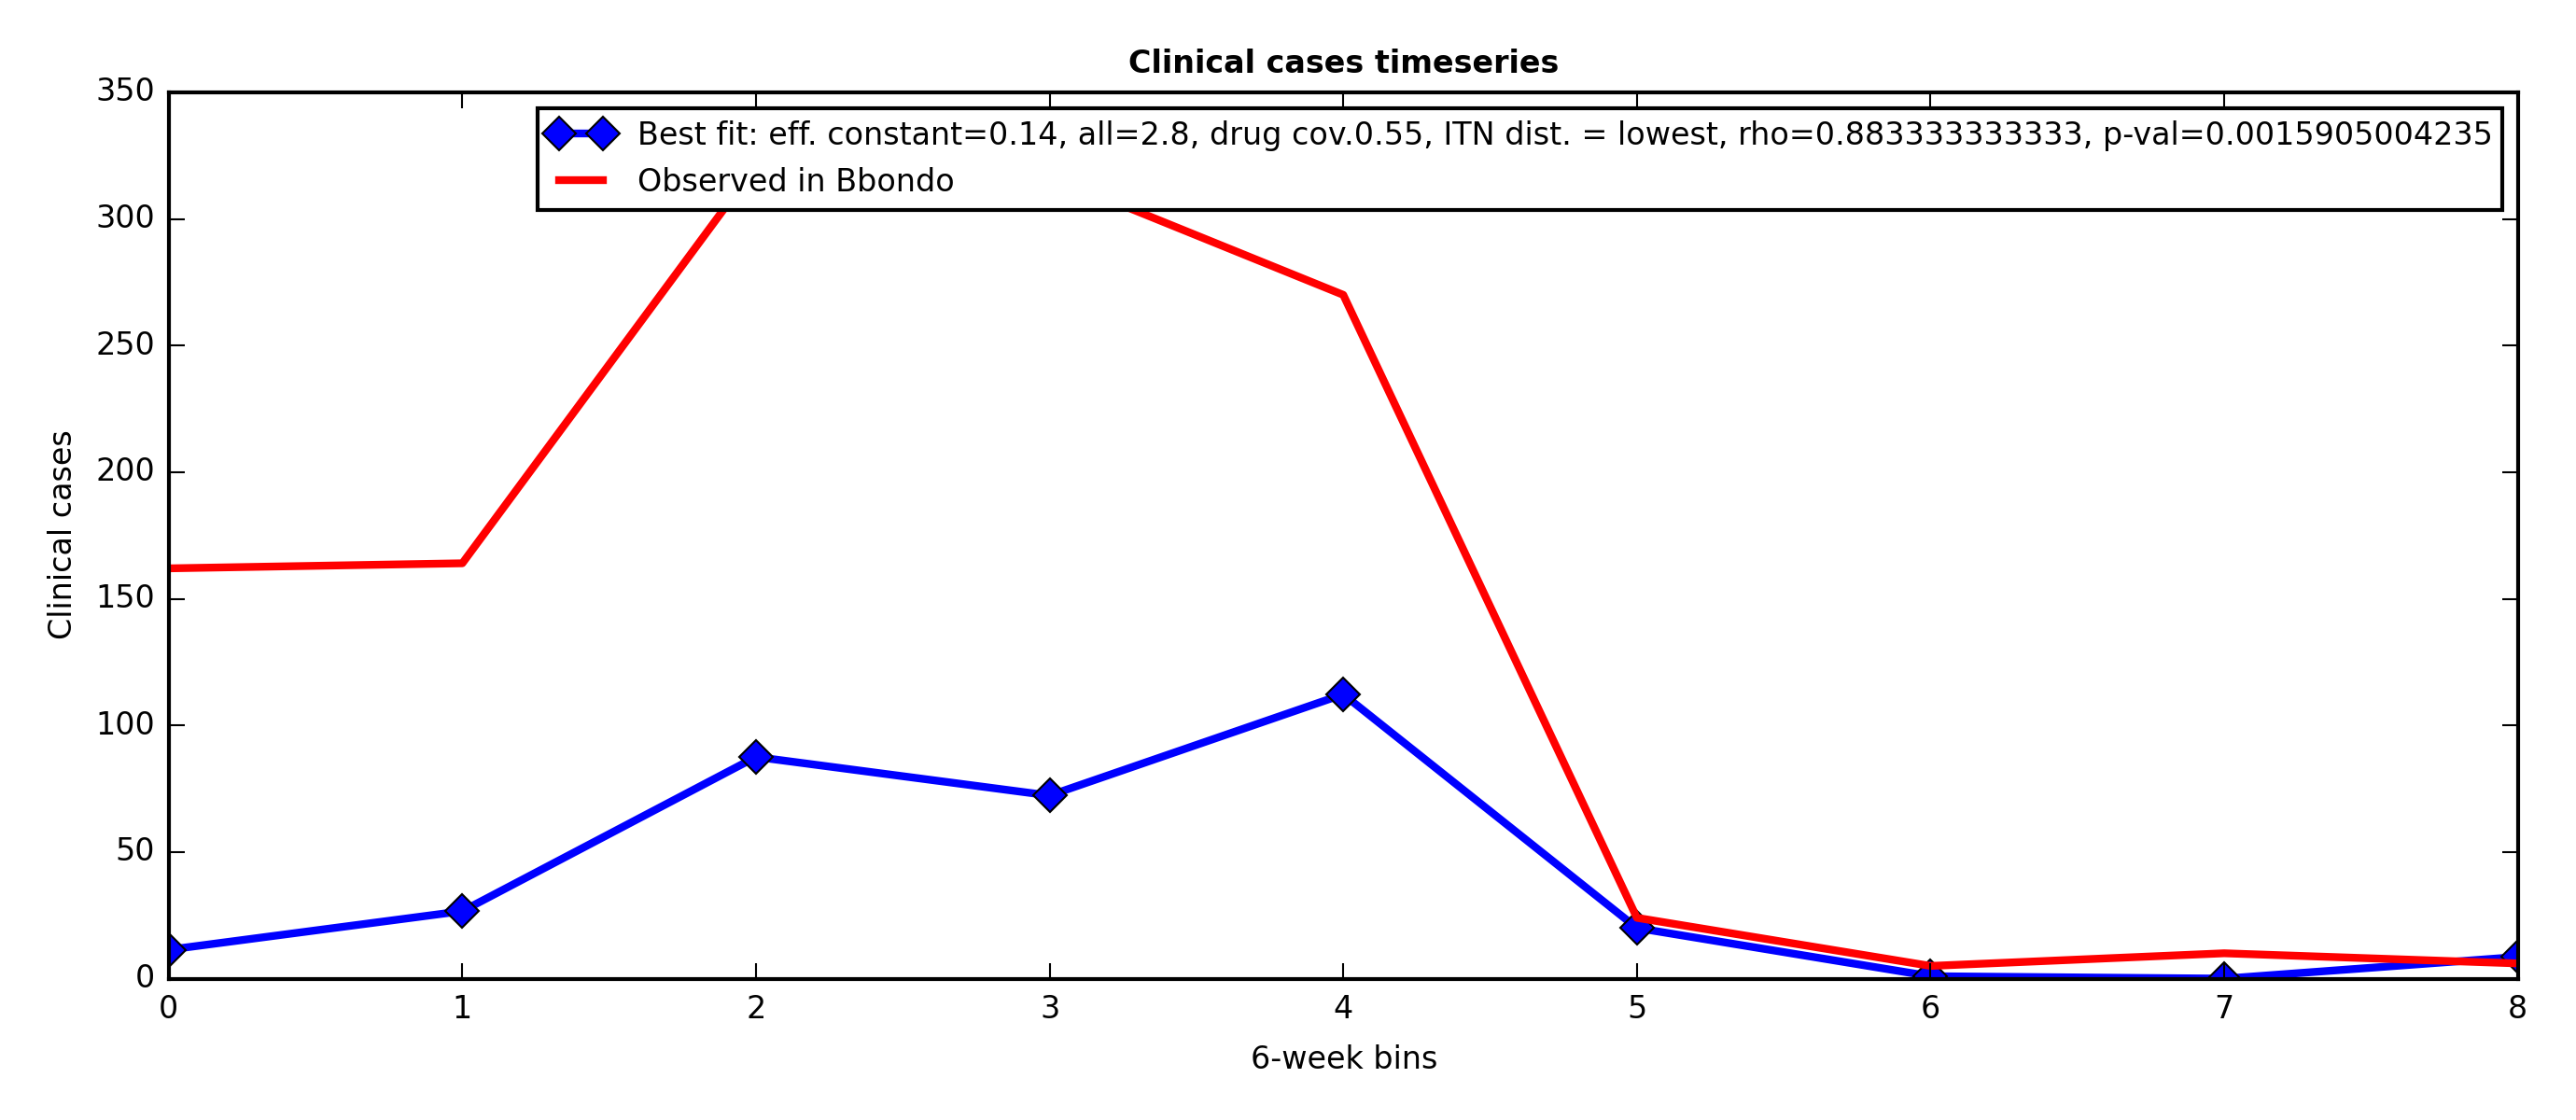 Clinical cases timeseries
350
300
250
200
150
100
50
0
Clinical cases
Best fit: eff. constant=0.14, all=2.8, drug cov.0.55, ITN dist. = lowest, rho=0.883333333333, p-val=0.0015905004235
Observed in Bbondo
0 1 2 3 4 5 6 7 8
6-week bins